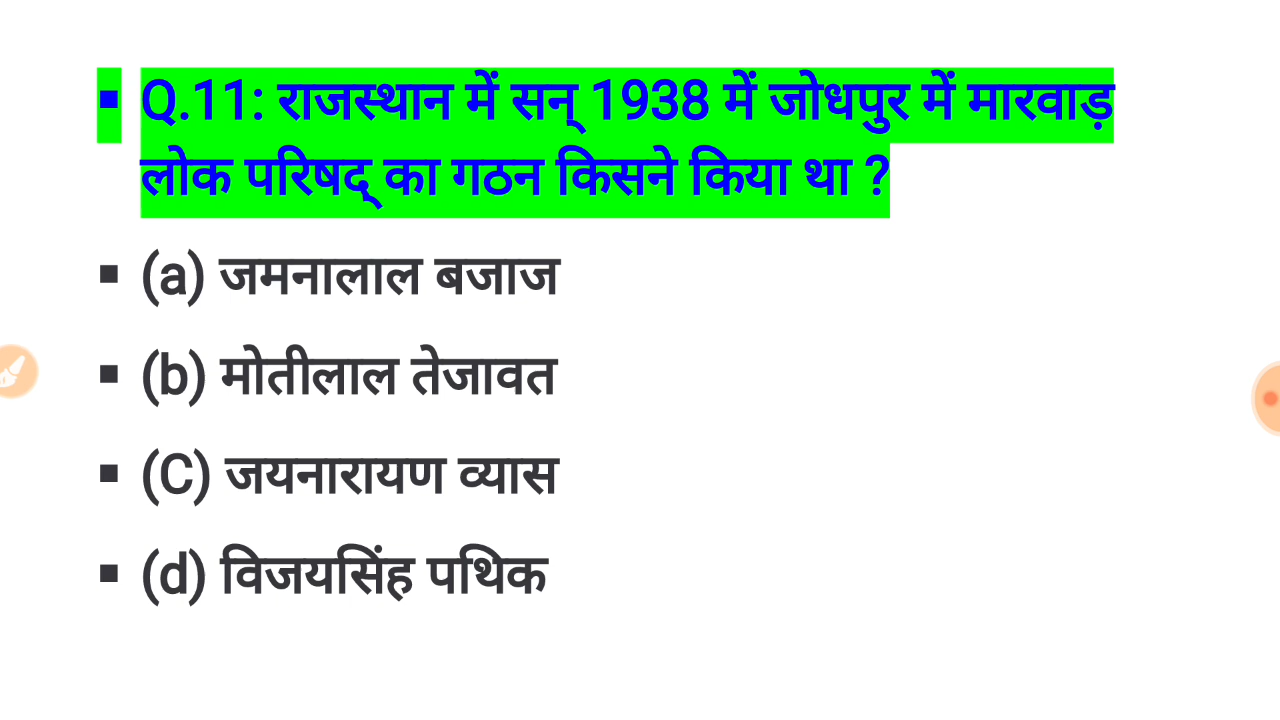 ▪ Q.11: राजस्थान में सन् 1938 में जोधपुर में मारवाड़
लोक परिषद् का गठन किसने किया था ?
▪ (a) जमनालाल बजाज
▪ (b) मोतीलाल तेजावत
▪ (C) जयनारायण व्यास
▪ (d) विजयसिंह पथिक